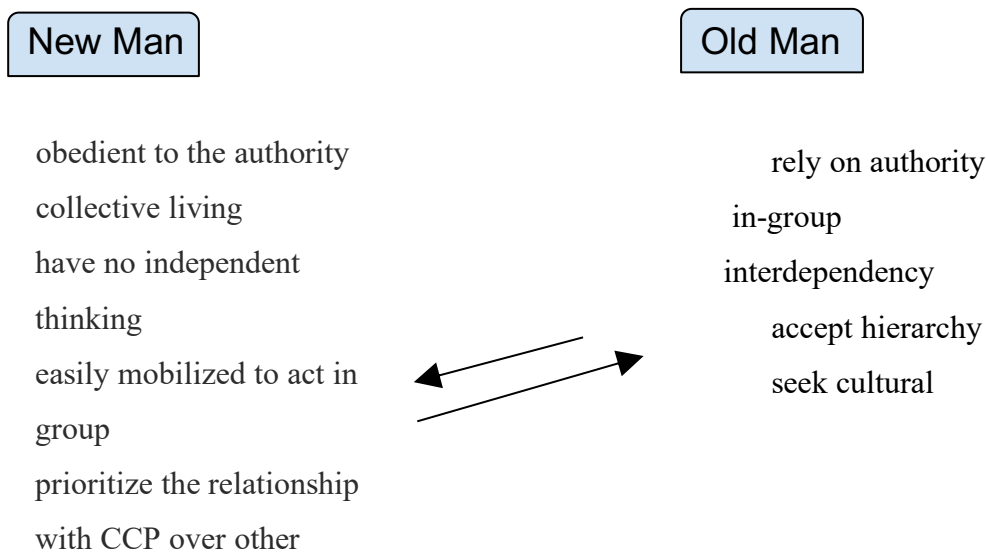 New Man
obedient to the authority
collective living
have no independent
thinking
easily mobilized to act in
group
prioritize the relationship
with CCP over other
Old Man
rely on authority
in-group
interdependency
accept hierarchy
seek cultural